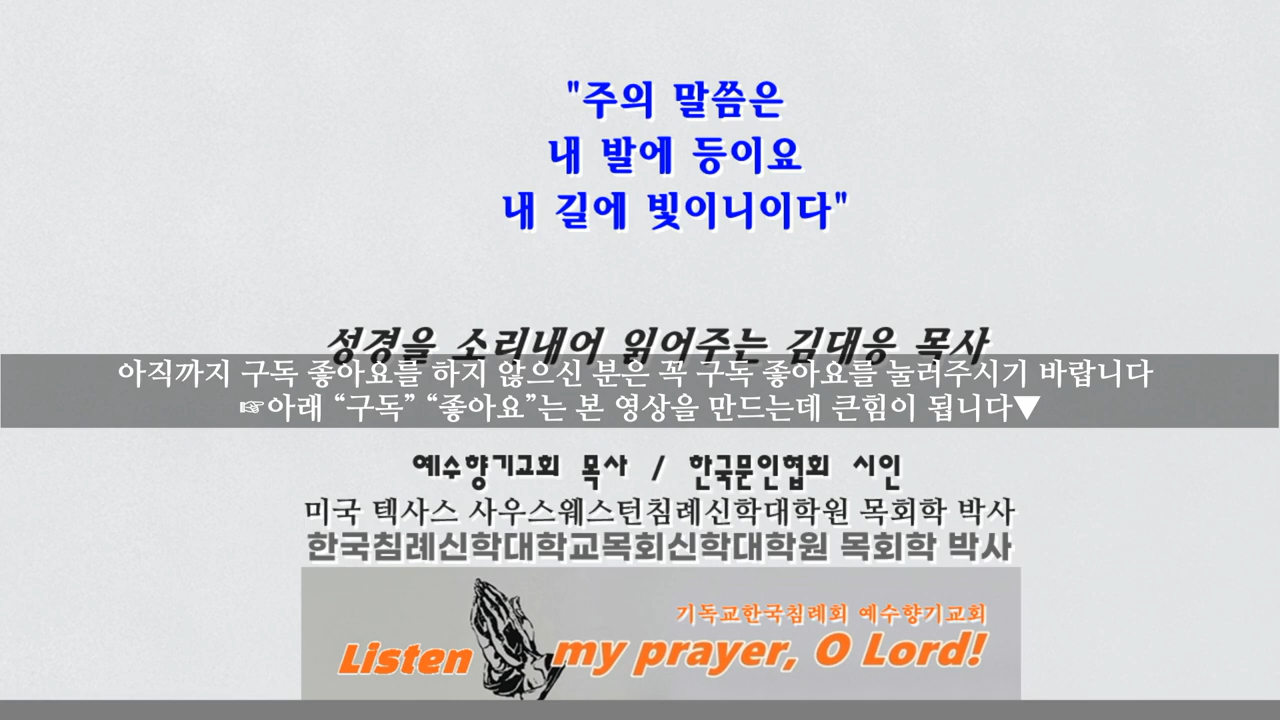 "주의 말씀은
내 발에 등이요
내 길에 빛이니이다"
성경을 소리내어 읽어주는 김대응 목사
아직까지 구독 좋아요를 하지 않으신 분은 꼭 구독 좋아요를 눌러주시기 바랍니다
☞아래 “구독” “좋아요”는 본 영상을 만드는데 큰힘이 됩니다▼
예수향기교회 목사 / 한국문인협회 시인
미국 텍사스 사우스웨스턴침례신학대학원 목회학 박사
한국침례신학대학교목회신학대학원 목회학 박사
기독교한국침례회 예수향기교회
Listen my prayer, O Lord!